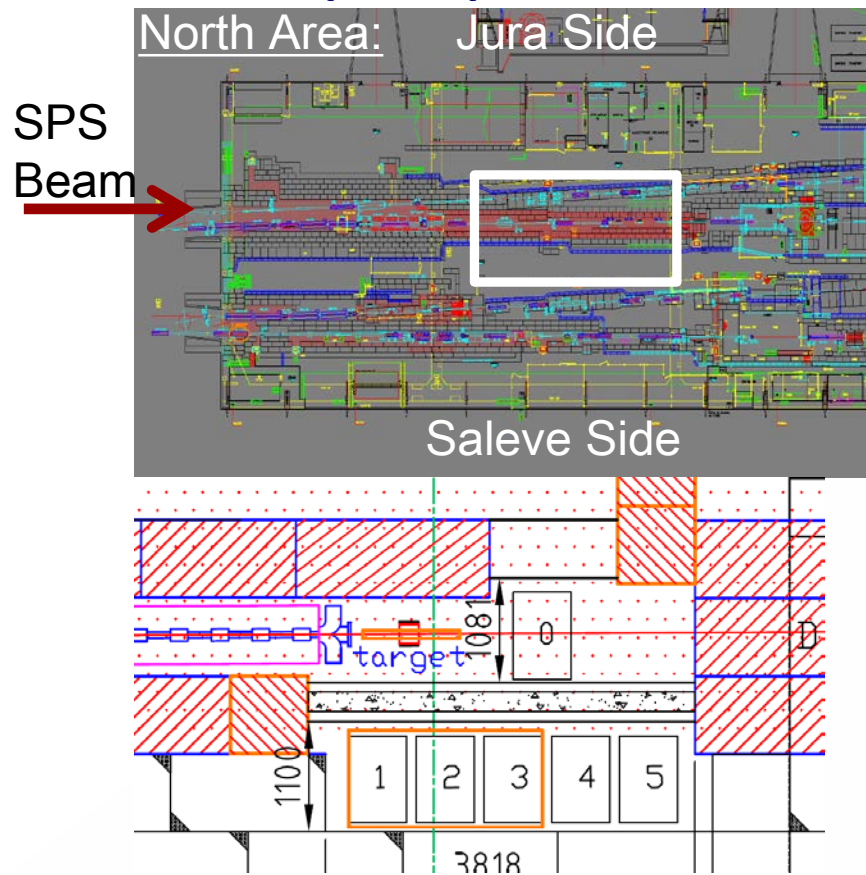 North Area: Jura Side
SPS
Beam
Saleve Side
target
1081
0
D
1100
1 2 3 4 5
3818